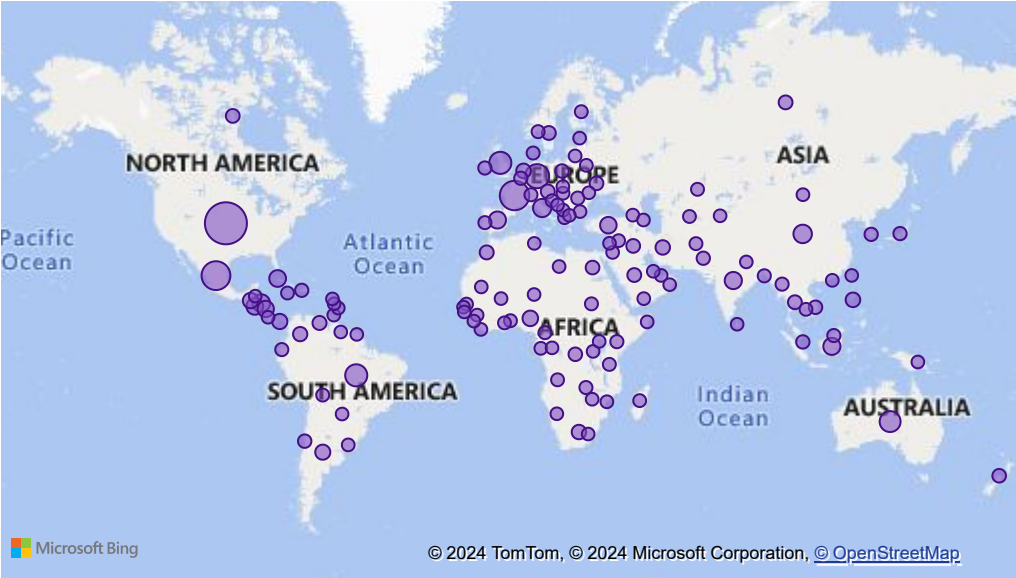 NORTH AMERICA
ASIA
EUROPE
Pacific
Ocean
Atlantic
Ocean
AFRICA
SOUTH AMERICA
Indian
Ocean
AUSTRALIA
Microsoft Bing
© 2024 TomTom, © 2024 Microsoft Corporation, © OpenStreetMap